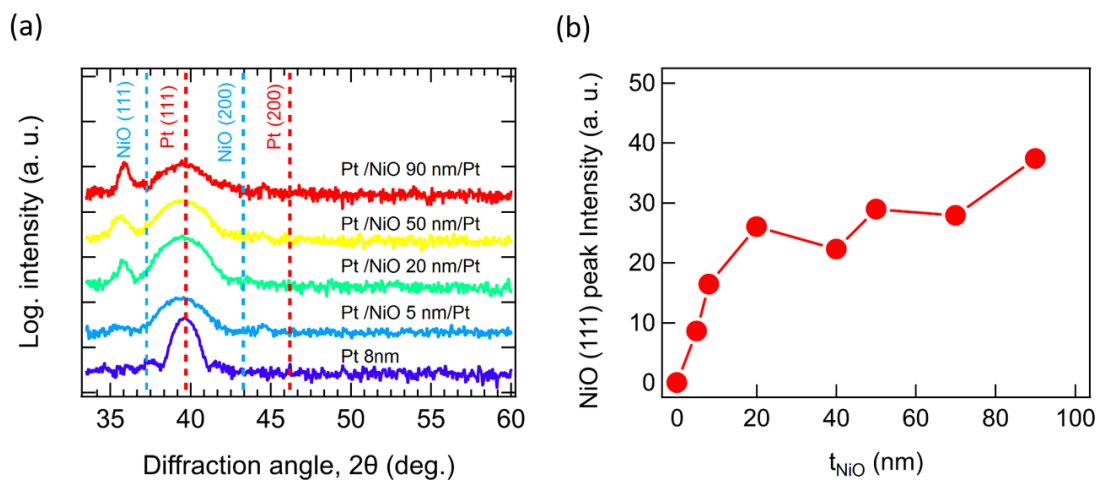 (a)
NiO (111)
Pt (111)
NiO (200)
Pt (200)
Pt /NiO 90 nm/Pt
Pt /NiO 50 nm/Pt
Pt /NiO 20 nm/Pt
Pt /NiO 5 nm/Pt
Pt 8nm
Log. intensity (a. u.)
35 40 45 50 55 60
Diffraction angle, 2θ (deg.)
(b)
NiO (111) peak Intensity (a. u.)
50
40
30
20
10
0
0 20 40 60 80 100
tNiO (nm)